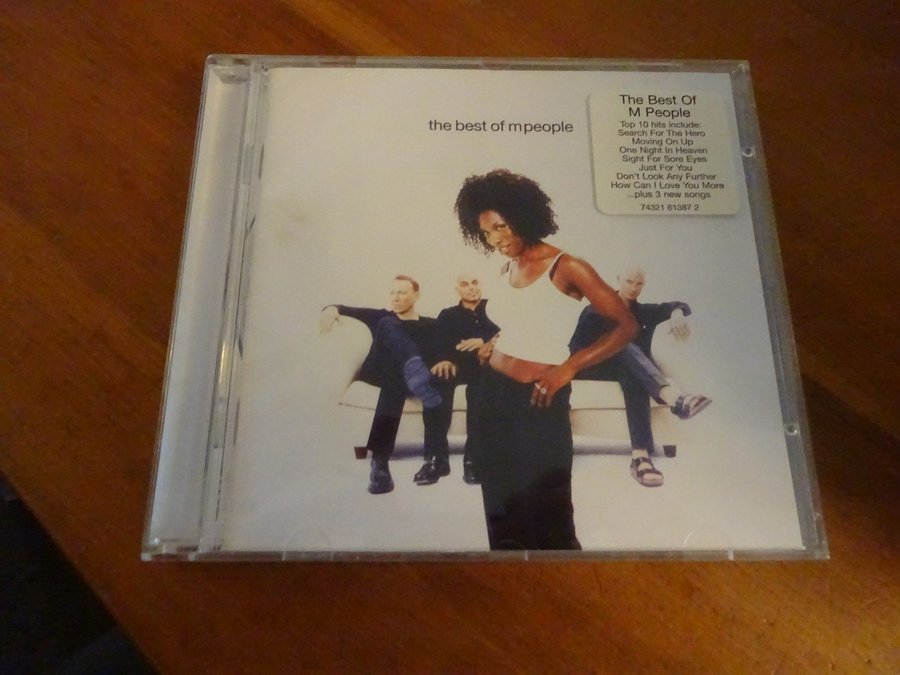 the best of mpeople
The Best Of
M People
Top 10 hits include:
Search For The Hero
Moving On Up
One Night In Heaven
Sight For Sore Eyes
Just For You
Don't Look Any Further
How Can I Love You More
...plus 3 new songs
74321 61387 2